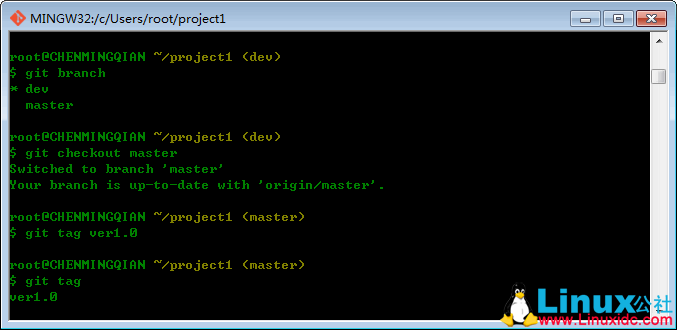 MINGW32:/c/Users/root/project1
root@CHENMINGQIAN ~/project1 (dev)
$ git branch
* dev
  master
root@CHENMINGQIAN ~/project1 (dev)
$ git checkout master
Switched to branch 'master'
Your branch is up-to-date with 'origin/master'.
root@CHENMINGQIAN ~/project1 (master)
$ git tag ver1.0
root@CHENMINGQIAN ~/project1 (master)
$ git tag
ver1.0
Linux公社
www.Linuxidc.com